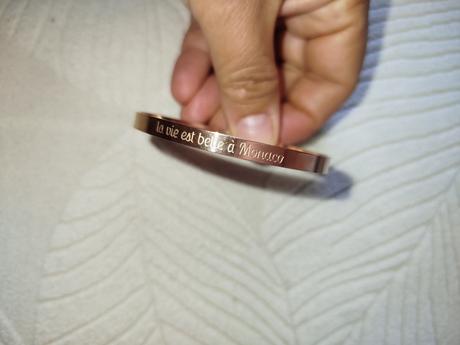 la vie est belle à Monaco